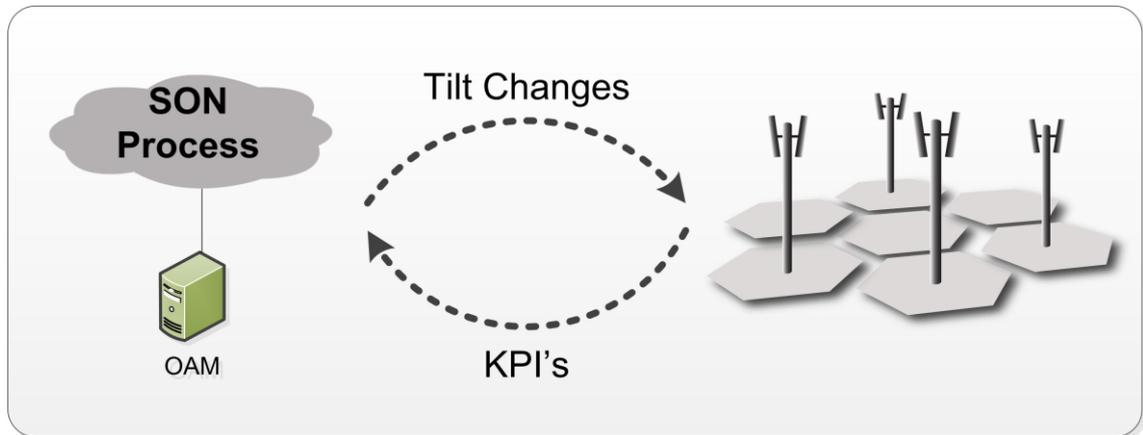 SON
Process
Tilt Changes
OAM
KPI's